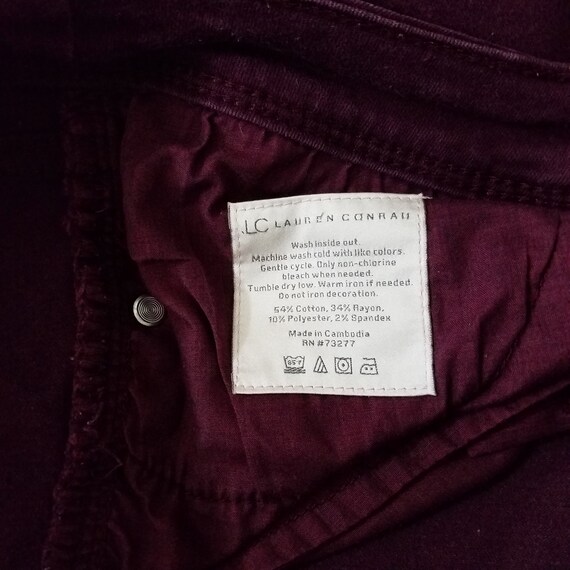 LC LAUREN CONRAD
Wash inside out.
Machine wash cold with like colors.
Gentle cycle. Only non-chlorine
bleach when needed.
Tumble dry low. Warm iron if needed.
Do not iron decoration.
54% Cotton, 34% Rayon,
10% Polyester, 2% Spandex
Made in Cambodia
RN #73277
85°F